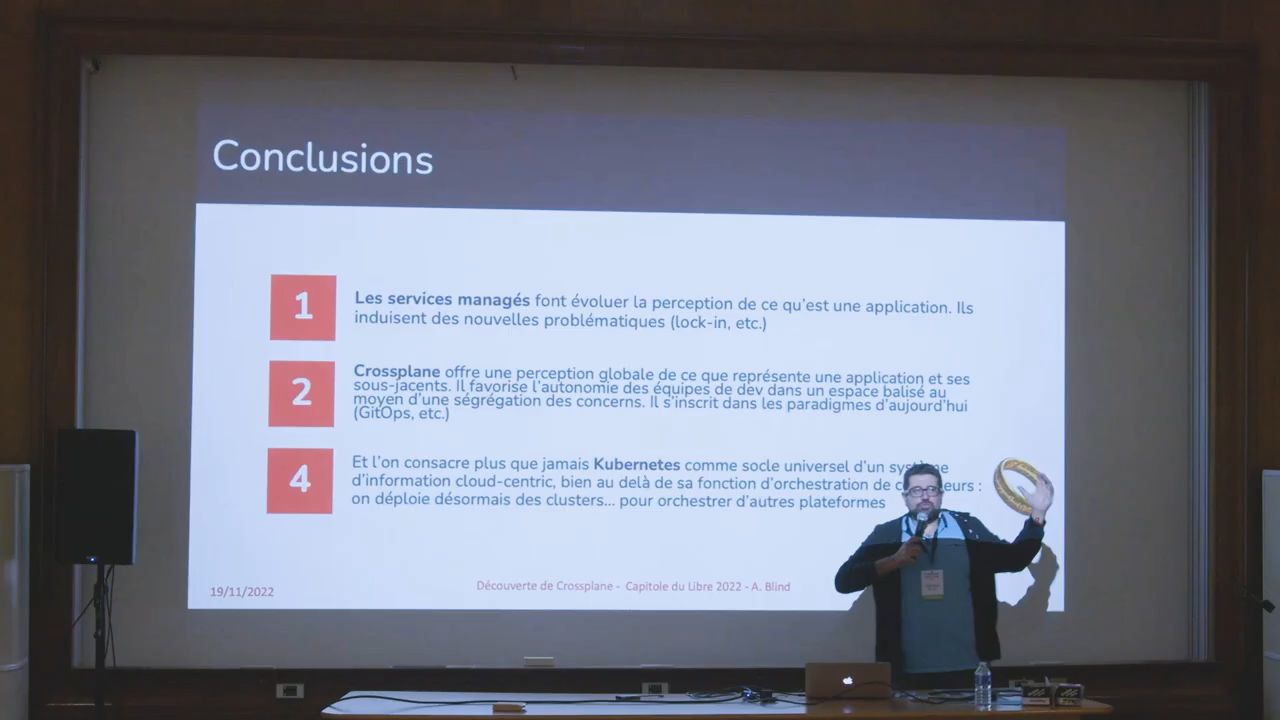 Conclusions
1
Les services managés font évoluer la perception de ce qu'est une application. Ils
induisent des nouvelles problématiques (lock-in, etc.)
2
Crossplane offre une perception globale de ce que représente une application et ses
sous-jacents. Il favorise l'autonomie des équipes de dev dans un espace balisé au
moyen d'une ségrégation des concerns. Il s'inscrit dans les paradigmes d'aujourd'hui
(GitOps, etc.)
4
Et l'on consacre plus que jamais Kubernetes comme socle universel d'un système
d'information cloud-centric, bien au delà de sa fonction d'orchestration de :
on déploie désormais des clusters... pour orchestrer d'autres plateformes
19/11/2022
Découverte de Crossplane - Capitole du Libre 2022 - A. Blind